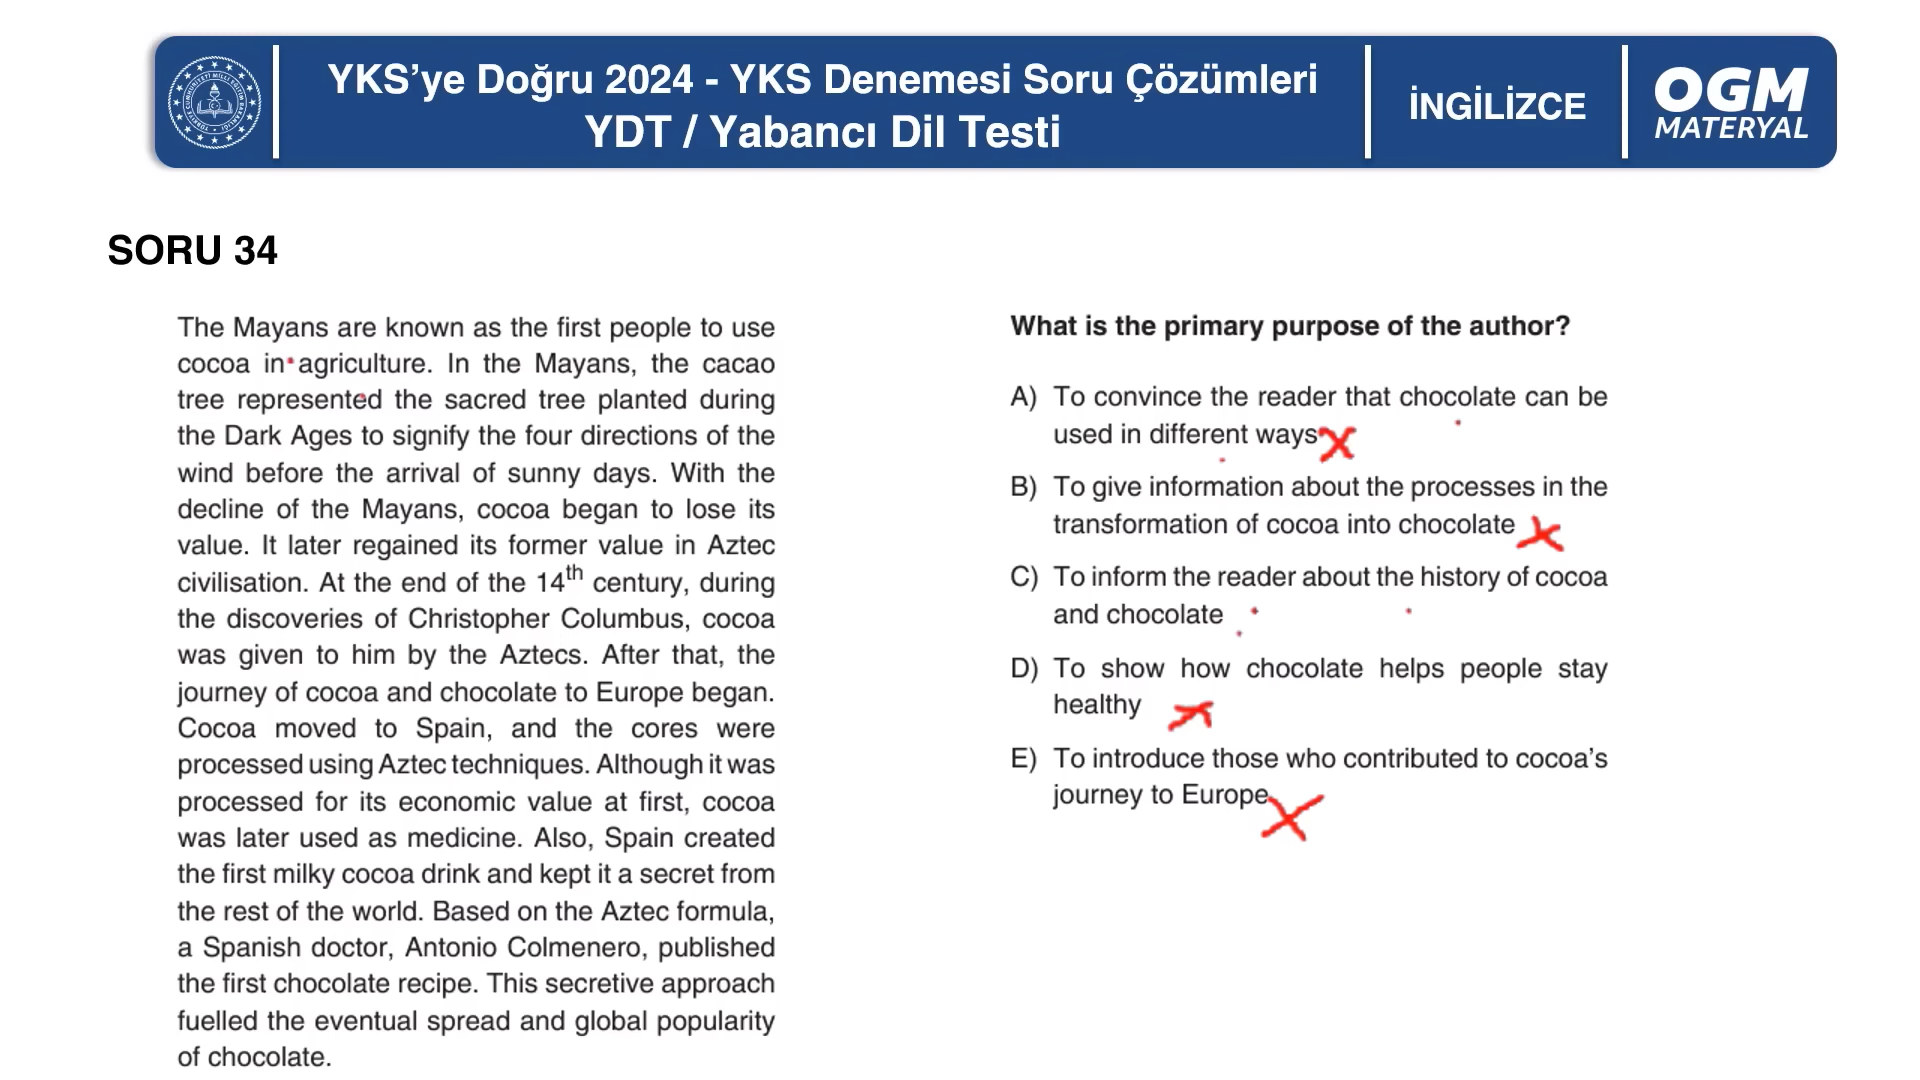 YKS’ye Doğru 2024 - YKS Denemesi Soru Çözümleri
YDT / Yabancı Dil Testi
İNGİLİZCE
OGM
MATERYAL
SORU 34
The Mayans are known as the first people to use
cocoa in agriculture. In the Mayans, the cacao
tree represented the sacred tree planted during
the Dark Ages to signify the four directions of the
wind before the arrival of sunny days. With the
decline of the Mayans, cocoa began to lose its
value. It later regained its former value in Aztec
civilisation. At the end of the 14th century, during
the discoveries of Christopher Columbus, cocoa
was given to him by the Aztecs. After that, the
journey of cocoa and chocolate to Europe began.
Cocoa moved to Spain, and the cores were
processed using Aztec techniques. Although it was
processed for its economic value at first, cocoa
was later used as medicine. Also, Spain created
the first milky cocoa drink and kept it a secret from
the rest of the world. Based on the Aztec formula,
a Spanish doctor, Antonio Colmenero, published
the first chocolate recipe. This secretive approach
fuelled the eventual spread and global popularity
of chocolate.
What is the primary purpose of the author?
A) To convince the reader that chocolate can be
used in different ways
B) To give information about the processes in the
transformation of cocoa into chocolate
C) To inform the reader about the history of cocoa
and chocolate
D) To show how chocolate helps people stay
healthy
E) To introduce those who contributed to cocoa’s
journey to Europe